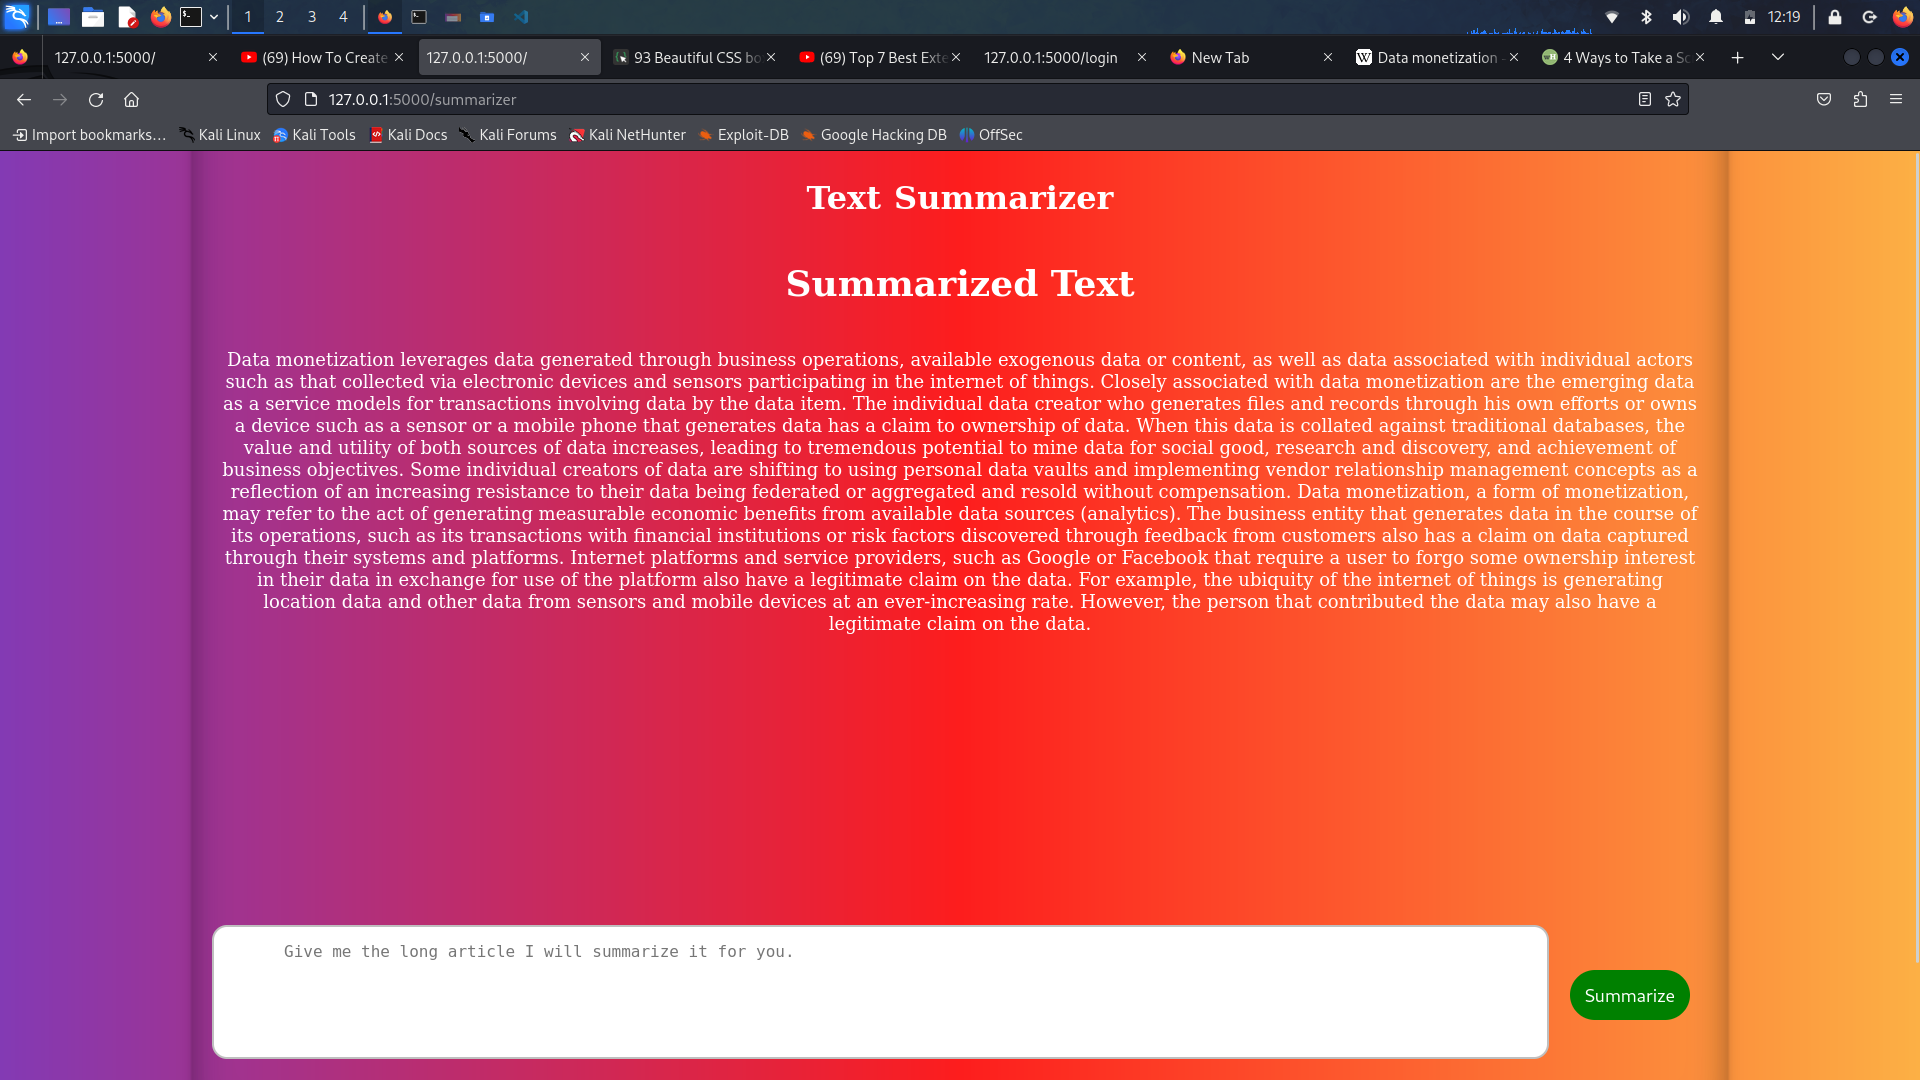 1 2 3 4 12:19
127.0.0.1:5000/ (69) How To Create 127.0.0.1:5000/ 93 Beautiful CSS bo (69) Top 7 Best Exte 127.0.0.1:5000/login New Tab Data monetization 4 Ways to Take a Sc
127.0.0.1:5000/summarizer
Import bookmarks... Kali Linux Kali Tools Kali Docs Kali Forums Kali NetHunter Exploit-DB Google Hacking DB OffSec
Text Summarizer
Summarized Text
Data monetization leverages data generated through business operations, available exogenous data or content, as well as data associated with individual actors
such as that collected via electronic devices and sensors participating in the internet of things. Closely associated with data monetization are the emerging data
as a service models for transactions involving data by the data item. The individual data creator who generates files and records through his own efforts or owns
a device such as a sensor or a mobile phone that generates data has a claim to ownership of data. When this data is collated against traditional databases, the
value and utility of both sources of data increases, leading to tremendous potential to mine data for social good, research and discovery, and achievement of
business objectives. Some individual creators of data are shifting to using personal data vaults and implementing vendor relationship management concepts as a
reflection of an increasing resistance to their data being federated or aggregated and resold without compensation. Data monetization, a form of monetization,
may refer to the act of generating measurable economic benefits from available data sources (analytics). The business entity that generates data in the course of
its operations, such as its transactions with financial institutions or risk factors discovered through feedback from customers also has a claim on data captured
through their systems and platforms. Internet platforms and service providers, such as Google or Facebook that require a user to forgo some ownership interest
in their data in exchange for use of the platform also have a legitimate claim on the data. For example, the ubiquity of the internet of things is generating
location data and other data from sensors and mobile devices at an ever-increasing rate. However, the person that contributed the data may also have a
legitimate claim on the data.
Give me the long article I will summarize it for you.
Summarize